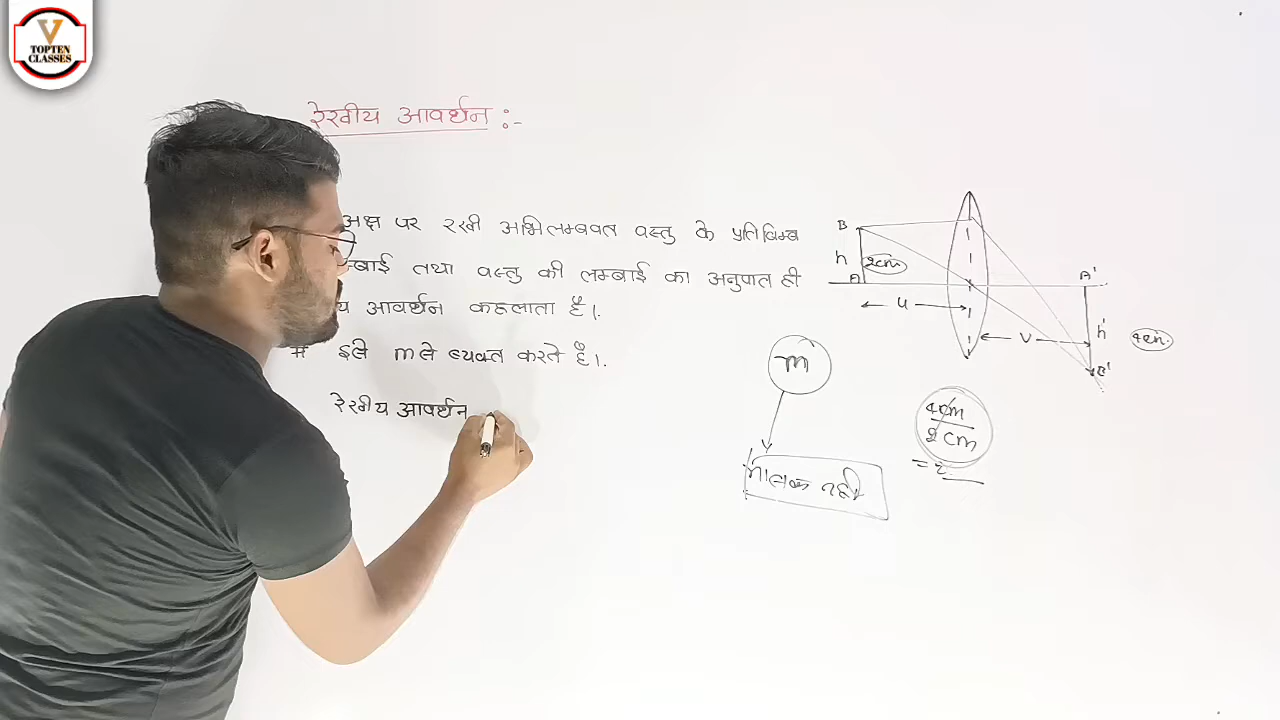 V
TOPTEN
CLASSES
रेखीय आवर्धन :-
अक्ष पर रखी अभिलम्बवत वस्तु के प्रतिबिम्ब
म्बाई तथा वस्तु की लम्बाई का अनुपात ही
य आवर्धन कहलाता है।
# इसे m से व्यक्त करते है।
रेखीय आवर्धन
B
h
A
2cm
u
v
A'
h'
B'
4cm
m
मात्रक नही
4cm
2cm
= 2